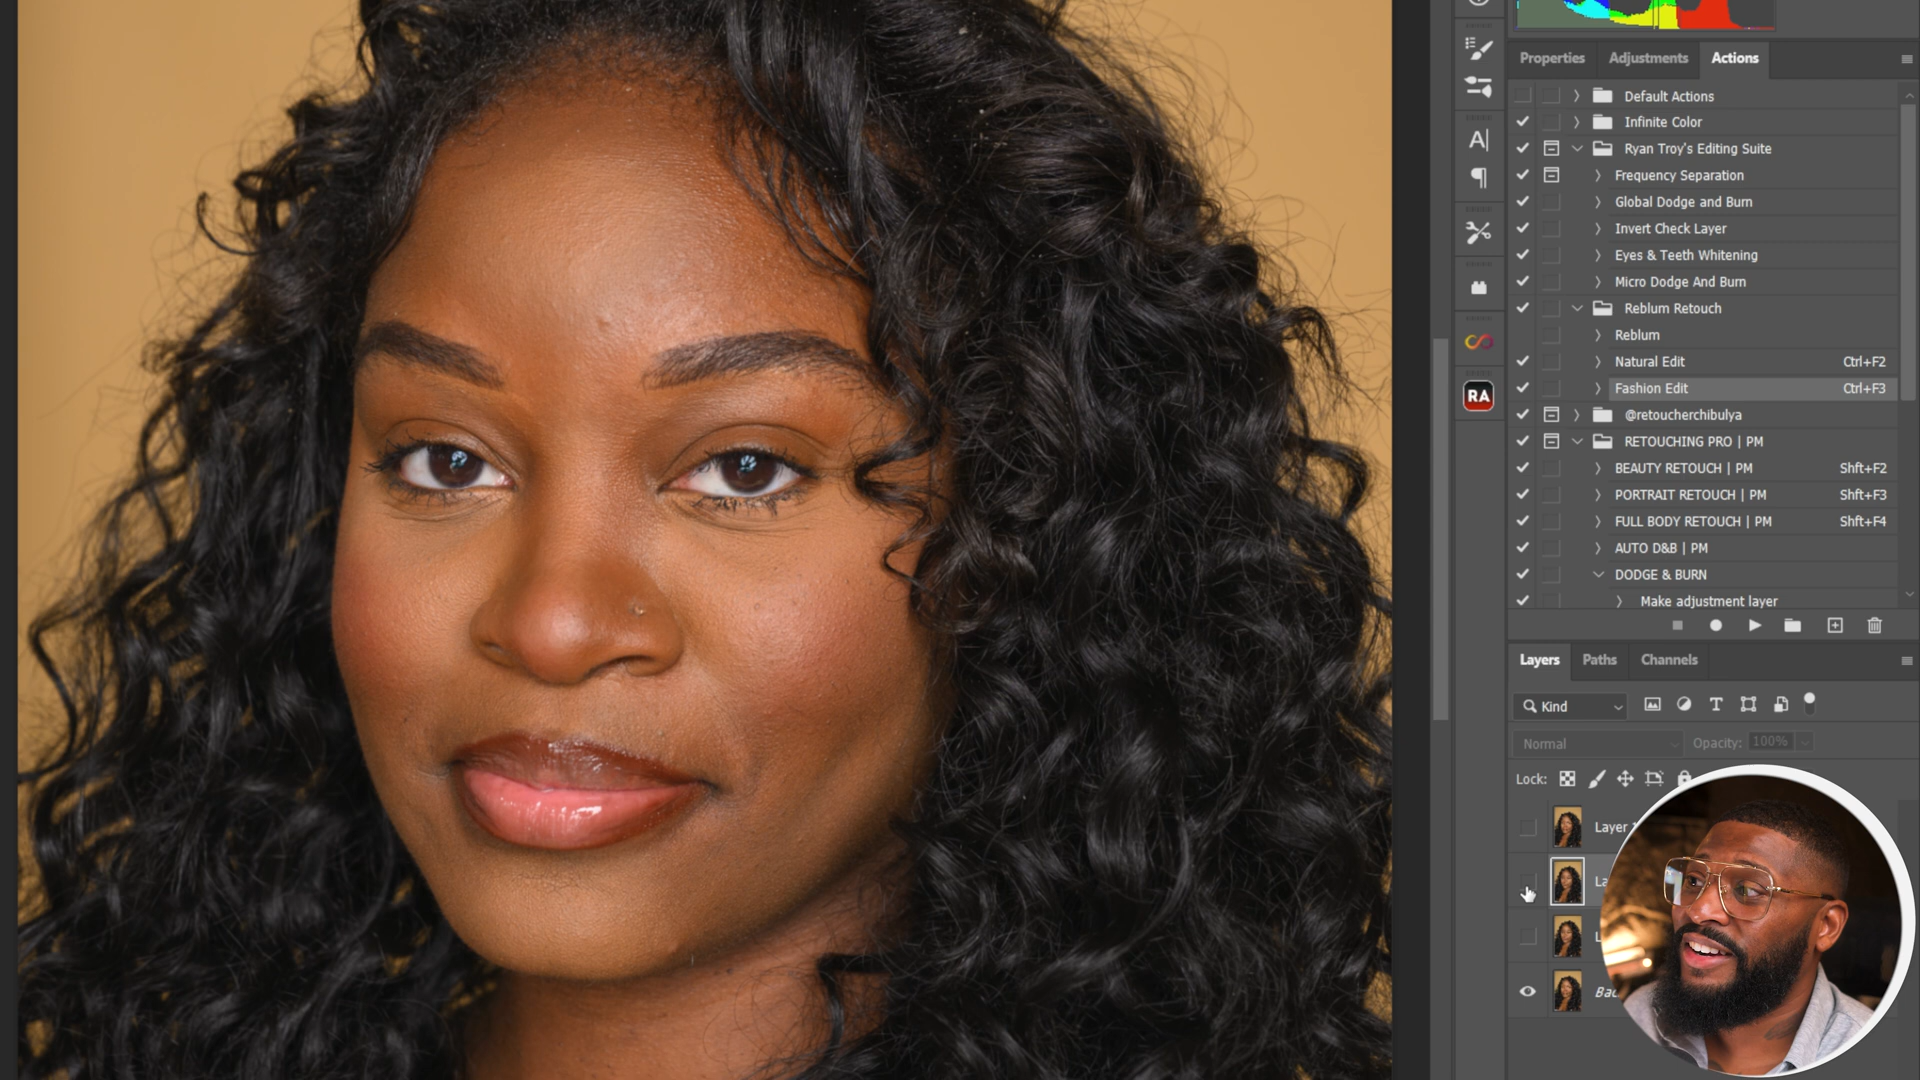 Properties Adjustments Actions
Default Actions
Infinite Color
Ryan Troy's Editing Suite
Frequency Separation
Global Dodge and Burn
Invert Check Layer
Eyes & Teeth Whitening
Micro Dodge And Burn
Reblum Retouch
Reblum
Natural Edit Ctrl+F2
Fashion Edit Ctrl+F3
@retoucherchibulya
RETOUCHING PRO | PM
BEAUTY RETOUCH | PM Shft+F2
PORTRAIT RETOUCH | PM Shft+F3
FULL BODY RETOUCH | PM Shft+F4
AUTO D&B | PM
DODGE & BURN
Make adjustment layer
A
RA
Layers Paths Channels
Kind
Normal Opacity: 100%
Lock:
Layer